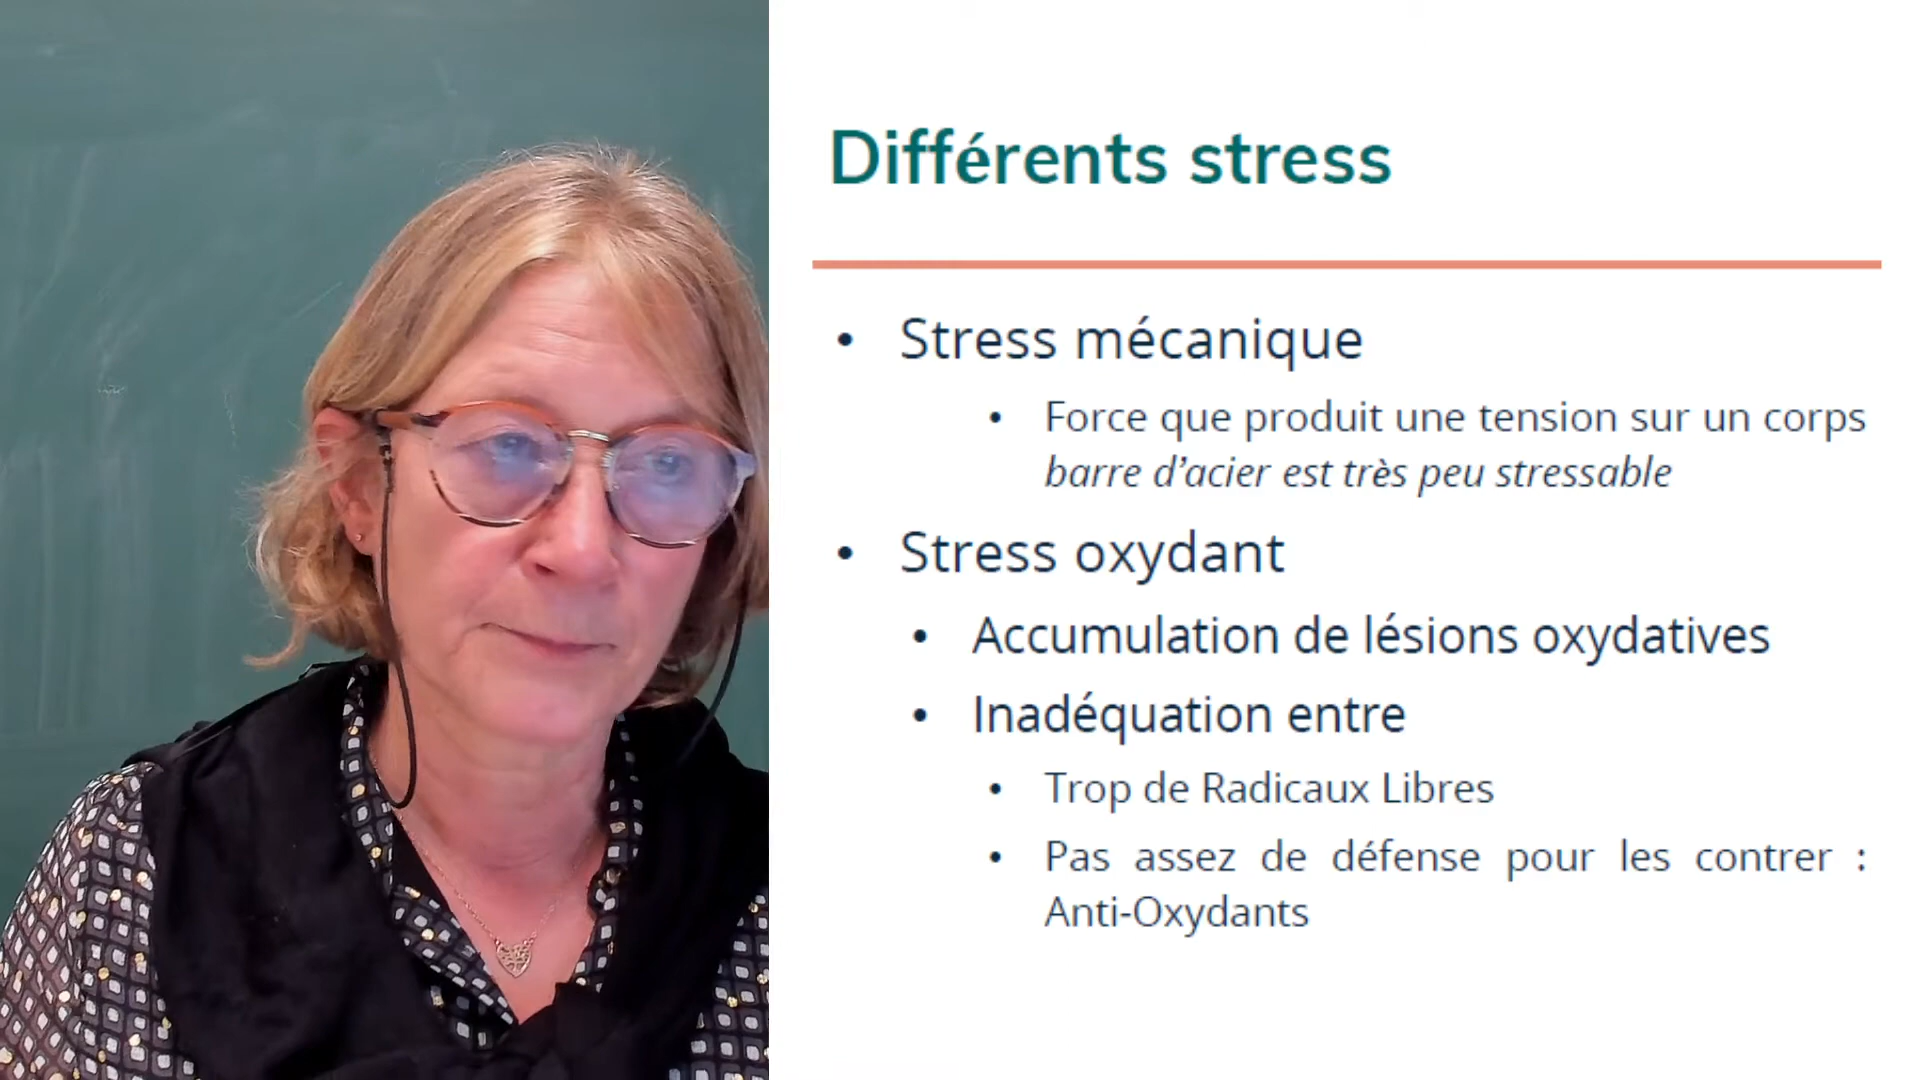 Différents stress
• Stress mécanique
• Force que produit une tension sur un corps
barre d’acier est très peu stressable
• Stress oxydant
• Accumulation de lésions oxydatives
• Inadéquation entre
• Trop de Radicaux Libres
• Pas assez de défense pour les contrer :
Anti-Oxydants